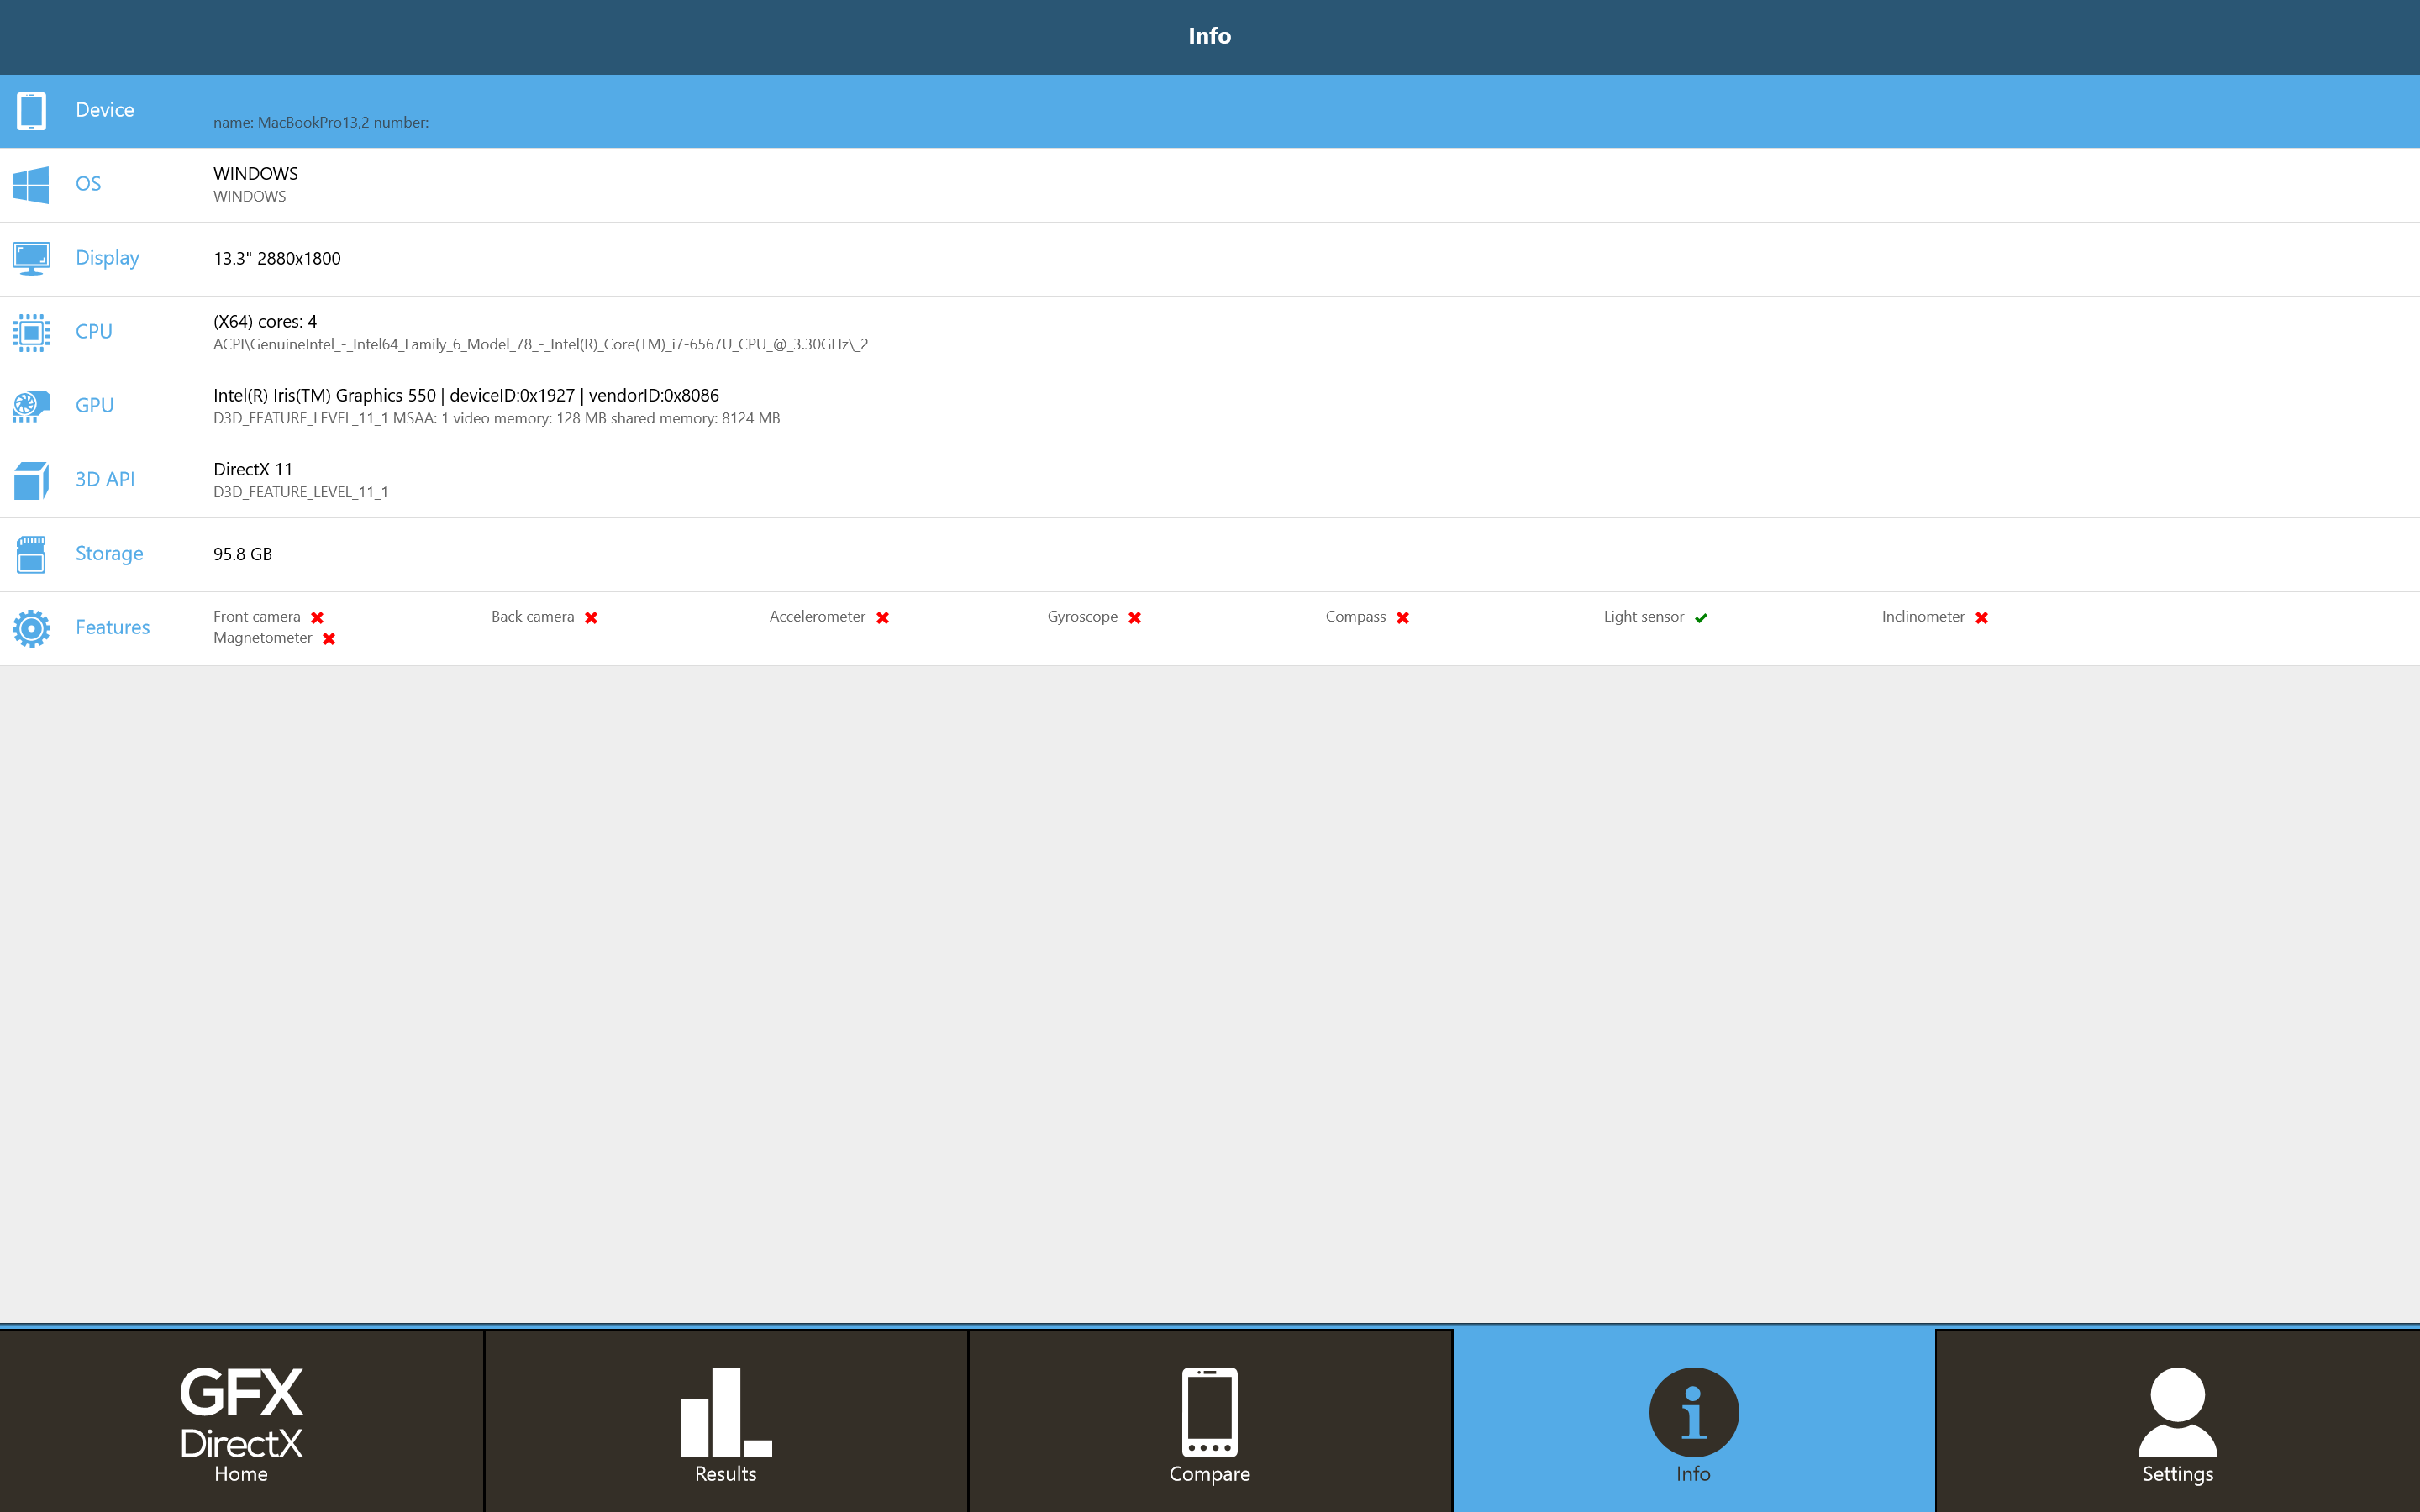 Info
Device
name: MacBookPro13,2 number:
OS
WINDOWS
WINDOWS
Display
13.3" 2880x1800
CPU
(X64) cores: 4
ACPI\GenuineIntel_-_Intel64_Family_6_Model_78_-_Intel(R)_Core(TM)_i7-6567U_CPU_@_3.30GHz\_2
GPU
Intel(R) Iris(TM) Graphics 550 | deviceID:0x1927 | vendorID:0x8086
D3D_FEATURE_LEVEL_11_1 MSAA: 1 video memory: 128 MB shared memory: 8124 MB
3D API
DirectX 11
D3D_FEATURE_LEVEL_11_1
Storage
95.8 GB
Features
Front camera Back camera Accelerometer Gyroscope Compass Light sensor Inclinometer
Magnetometer
GFX
DirectX
Home Results Compare Info Settings